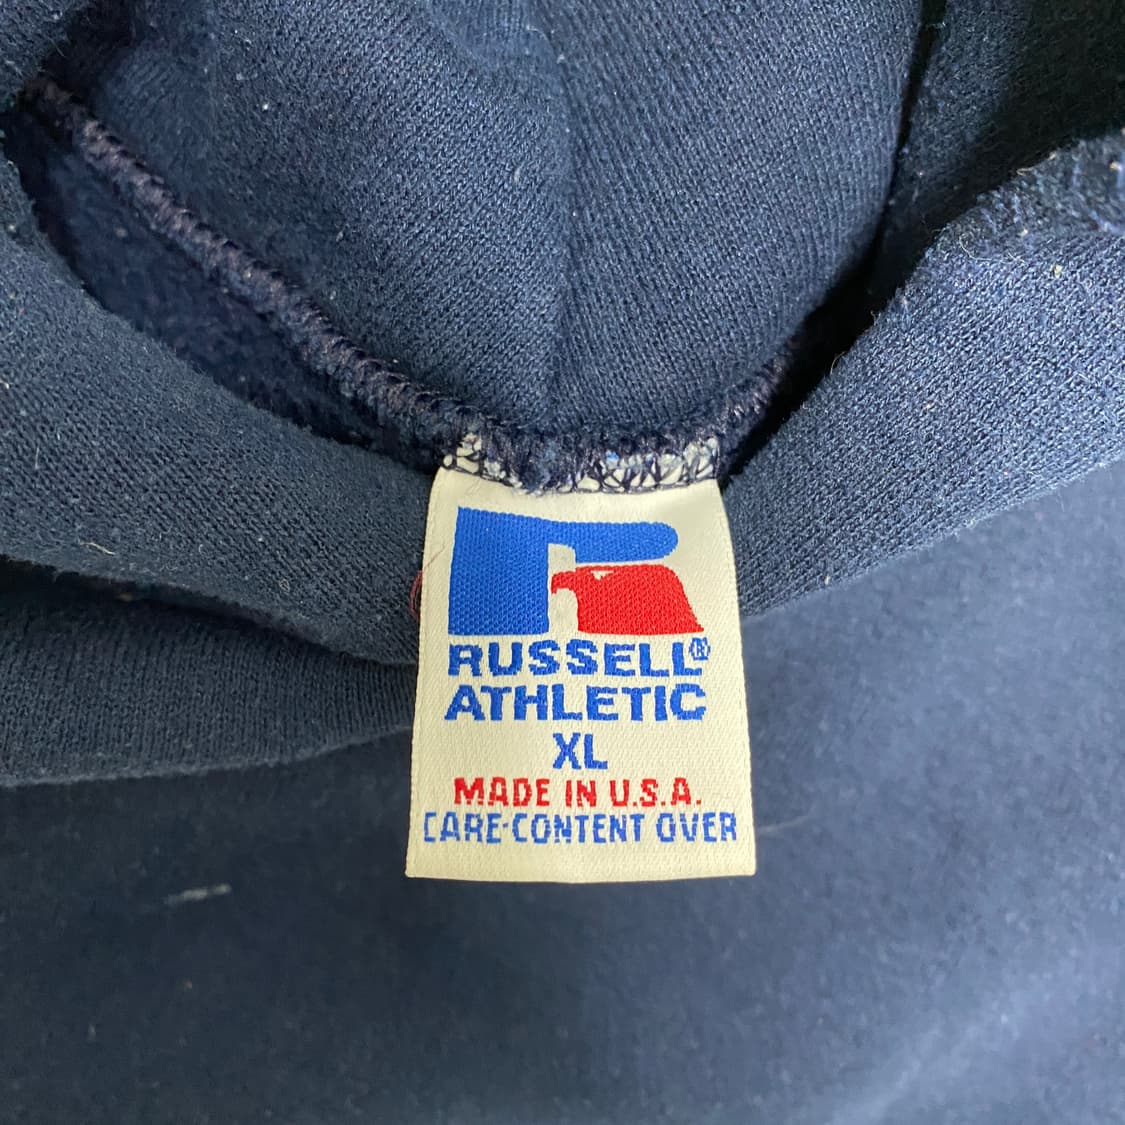 RUSSELL®
ATHLETIC
XL
MADE IN U.S.A.
CARE-CONTENT OVER